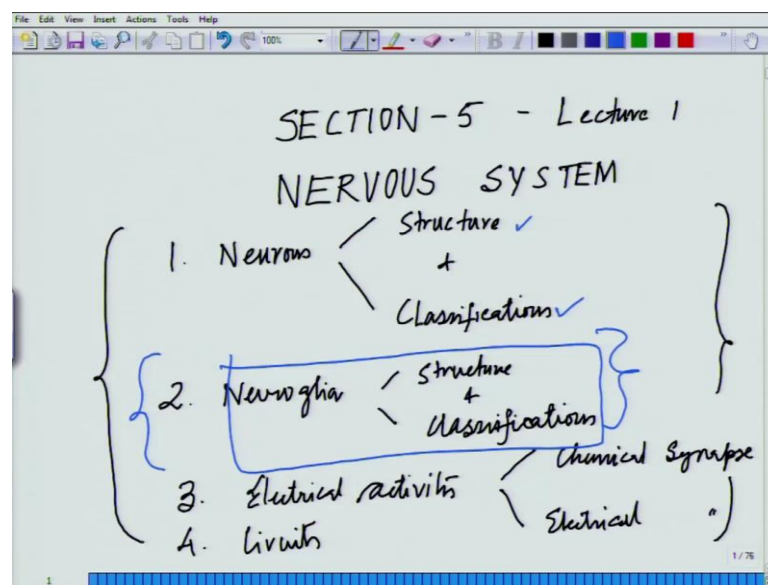 File Edit View Insert Actions Tools Help
100% B I
SECTION-5 - Lecture 1
NERVOUS SYSTEM
1. Neurons Structure ✓
+
Classifications ✓
2. Neuroglia Structure
+
Classifications
Chemical Synapse
3. Electrical activity
Electrical "
4. Circuits
1/76
1